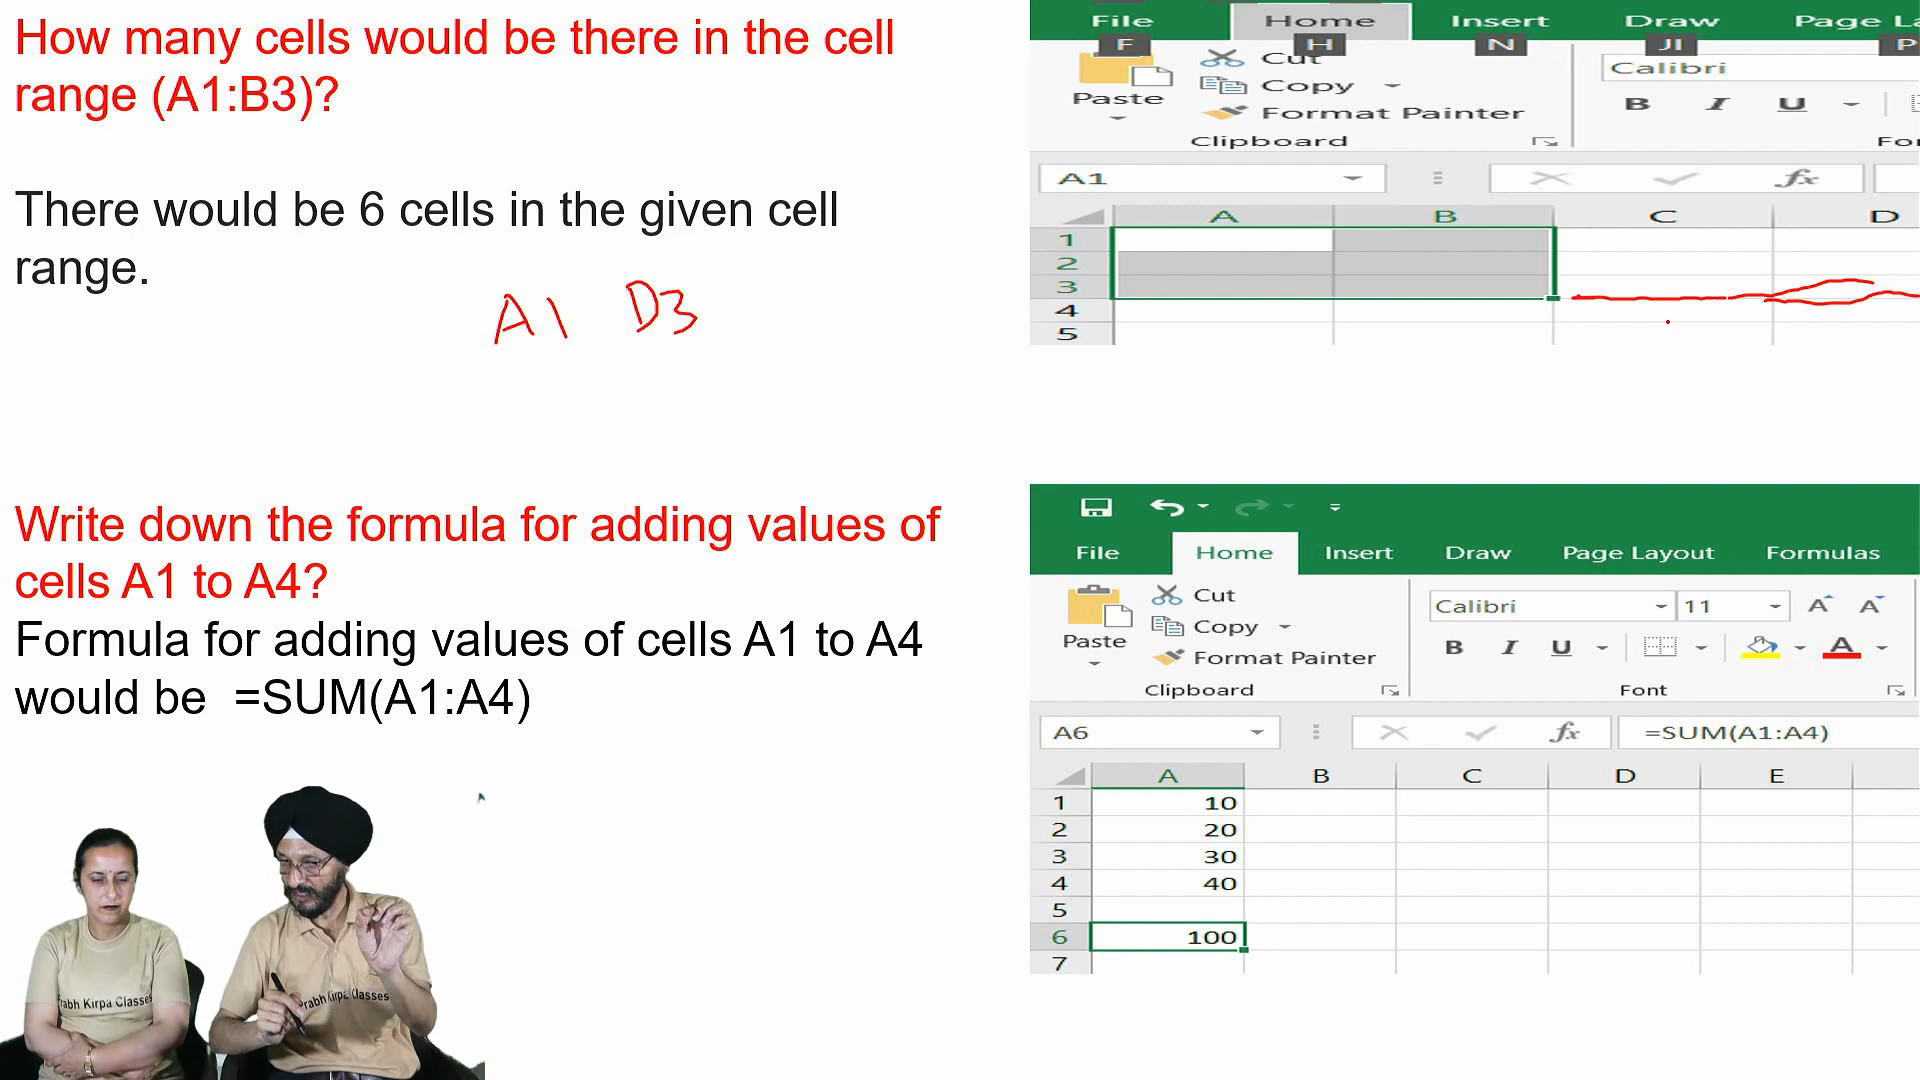 How many cells would be there in the cell
range (A1:B3)?
There would be 6 cells in the given cell
range.
A1 D3
Write down the formula for adding values of
cells A1 to A4?
Formula for adding values of cells A1 to A4
would be =SUM(A1:A4)
rabh Kirpa Classes
Prabh Kirpa Classes
File Home Insert Draw Page La
F H N JI P
Cut
Copy
Paste
Format Painter
Clipboard
Calibri
B I U
Fo
A1 fx
A B C D
1
2
3
4
5
File Home Insert Draw Page Layout Formulas
Cut
Copy
Paste
Format Painter
Clipboard
Calibri 11 A A
B I U A
Font
A6 fx =SUM(A1:A4)
A B C D E
1 10
2 20
3 30
4 40
5
6 100
7